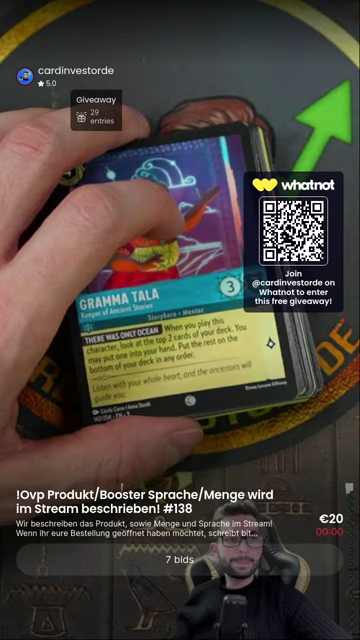 cardinvestorde
5.0
Giveaway
29
entries
whatnot
Join
@cardinvestorde on
Whatnot to enter
this free giveaway!
GRAMMA TALA
Keeper of Ancient Stories
3
Storyborn • Mentor
THERE WAS ONLY OCEAN When you play this
character, look at the top 2 cards of your deck. You
may put one into your hand. Put the rest on the
bottom of your deck in any order.
Listen with your whole heart, and the ancestors will
guide you.
!Ovp Produkt/Booster Sprache/Menge wird
im Stream beschrieben! #138
€20
Wir beschreiben das Produkt, sowie Menge und Sprache im Stream!
00:00
Wenn ihr eure Bestellung geöffnet haben möchtet, schreibt bit...
7 bids